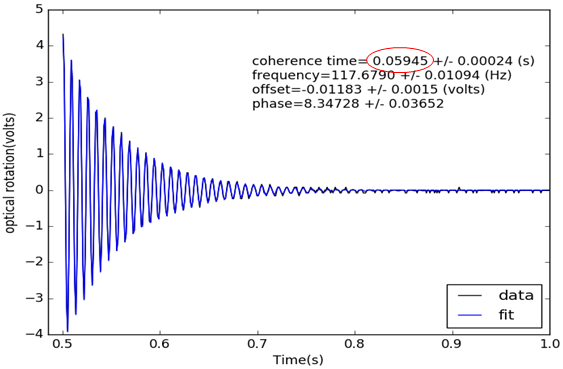 coherence time= 0.05945 +/- 0.00024 (s)
frequency=117.6790 +/- 0.01094 (Hz)
offset=-0.01183 +/- 0.0015 (volts)
phase=8.34728 +/- 0.03652
optical rotation(volts)
5
4
3
2
1
0
−1
−2
−3
−4
data
fit
0.5 0.6 0.7 0.8 0.9 1.0
Time(s)